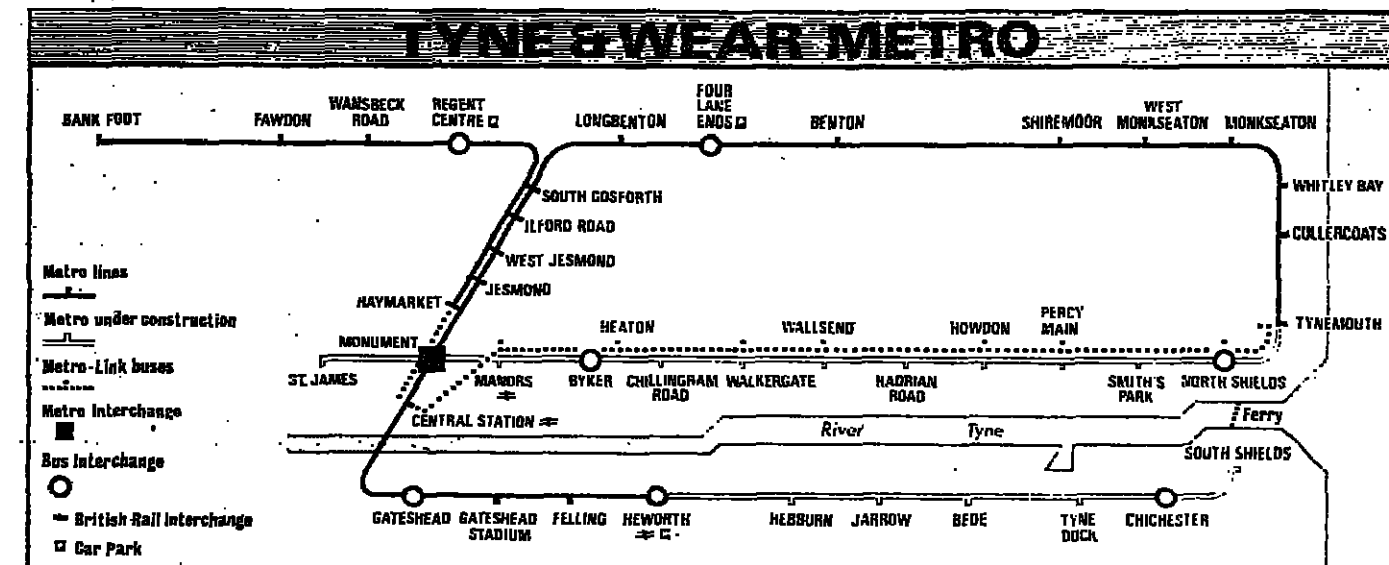 TYNE & WEAR METRO
BANK FOOT
FAWDON
WANSBECK
ROAD
REGENT
CENTRE
LONGBENTON
FOUR
LANE
ENDS
BENTON
SHIREMOOR
WEST
MONKSEATON
MONKSEATON
WHITLEY BAY
CULLERCOATS
TYNEMOUTH
SOUTH GOSFORTH
ILFORD ROAD
WEST JESMOND
JESMOND
HAYMARKET
MONUMENT
ST. JAMES
MANORS
BYKER
HEATON
CHILLINGRAM
ROAD
WALKERGATE
WALLSEND
HADRIAN
ROAD
HOWDON
PERCY
MAIN
SMITH'S
PARK
NORTH SHIELDS
CENTRAL STATION
River Tyne
Ferry
SOUTH SHIELDS
GATESHEAD
GATESHEAD
STADIUM
FELLING
HEWORTH
HEBBURN
JARROW
BEDE
TYNE
DOCK
CHICHESTER
Metro lines
Metro under construction
Metro-Link buses
Metro Interchange
Bus Interchange
British Rail Interchange
Car Park